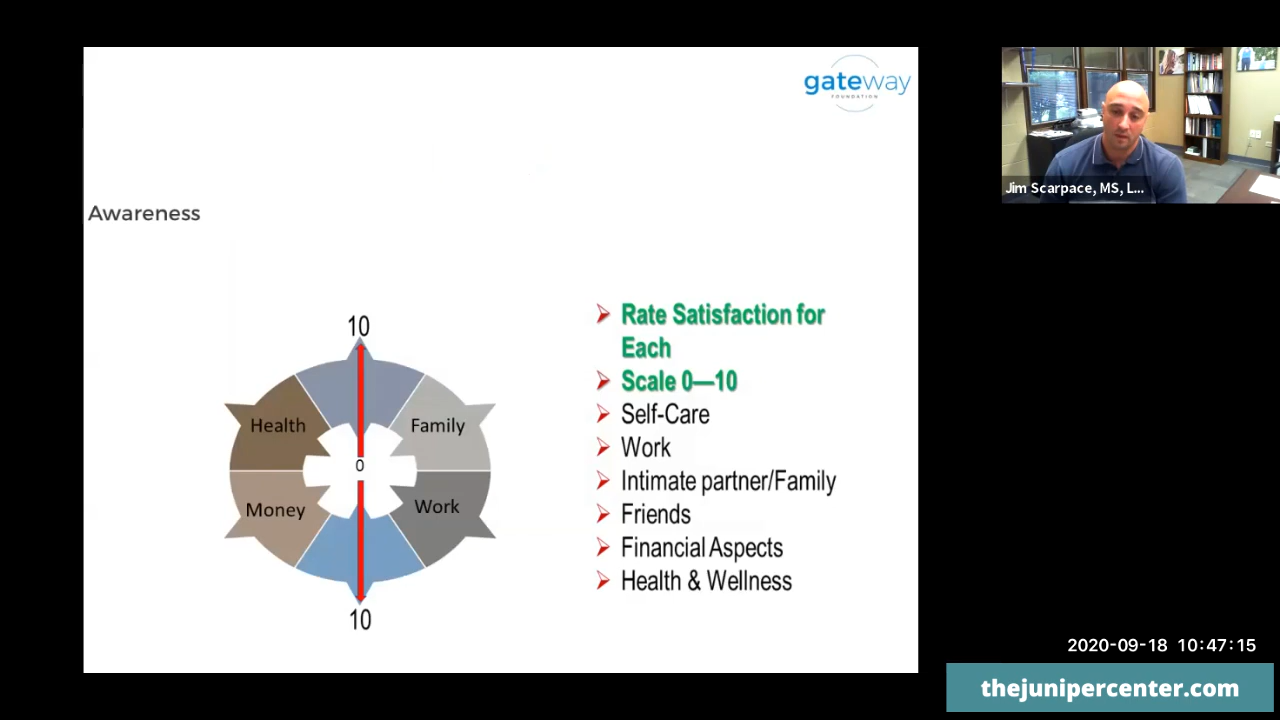 gateway
FOUNDATION
Awareness
10
Health
Family
0
Money
Work
10
Rate Satisfaction for
Each
Scale 0—10
Self-Care
Work
Intimate partner/Family
Friends
Financial Aspects
Health & Wellness
Jim Scarpace, MS, L...
2020-09-18 10:47:15
thejunipercenter.com